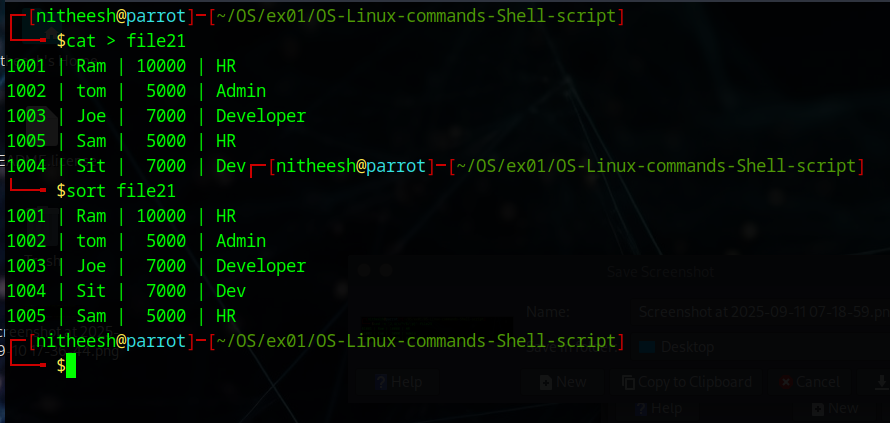 ┌─[nitheesh@parrot]─[~/OS/ex01/OS-Linux-commands-Shell-script]
└──╼ $cat > file21
1001 | Ram | 10000 | HR
1002 | tom |  5000 | Admin
1003 | Joe |  7000 | Developer
1005 | Sam |  5000 | HR
1004 | Sit |  7000 | Dev┌─[nitheesh@parrot]─[~/OS/ex01/OS-Linux-commands-Shell-script]
└──╼ $sort file21
1001 | Ram | 10000 | HR
1002 | tom |  5000 | Admin
1003 | Joe |  7000 | Developer
1004 | Sit |  7000 | Dev
1005 | Sam |  5000 | HR
┌─[nitheesh@parrot]─[~/OS/ex01/OS-Linux-commands-Shell-script]
└──╼ $
Save Screenshot
Name:
Screenshot at 2025-09-11 07-18-59.pn
Desktop
Help
New
Copy to Clipboard
Cancel
Help
New